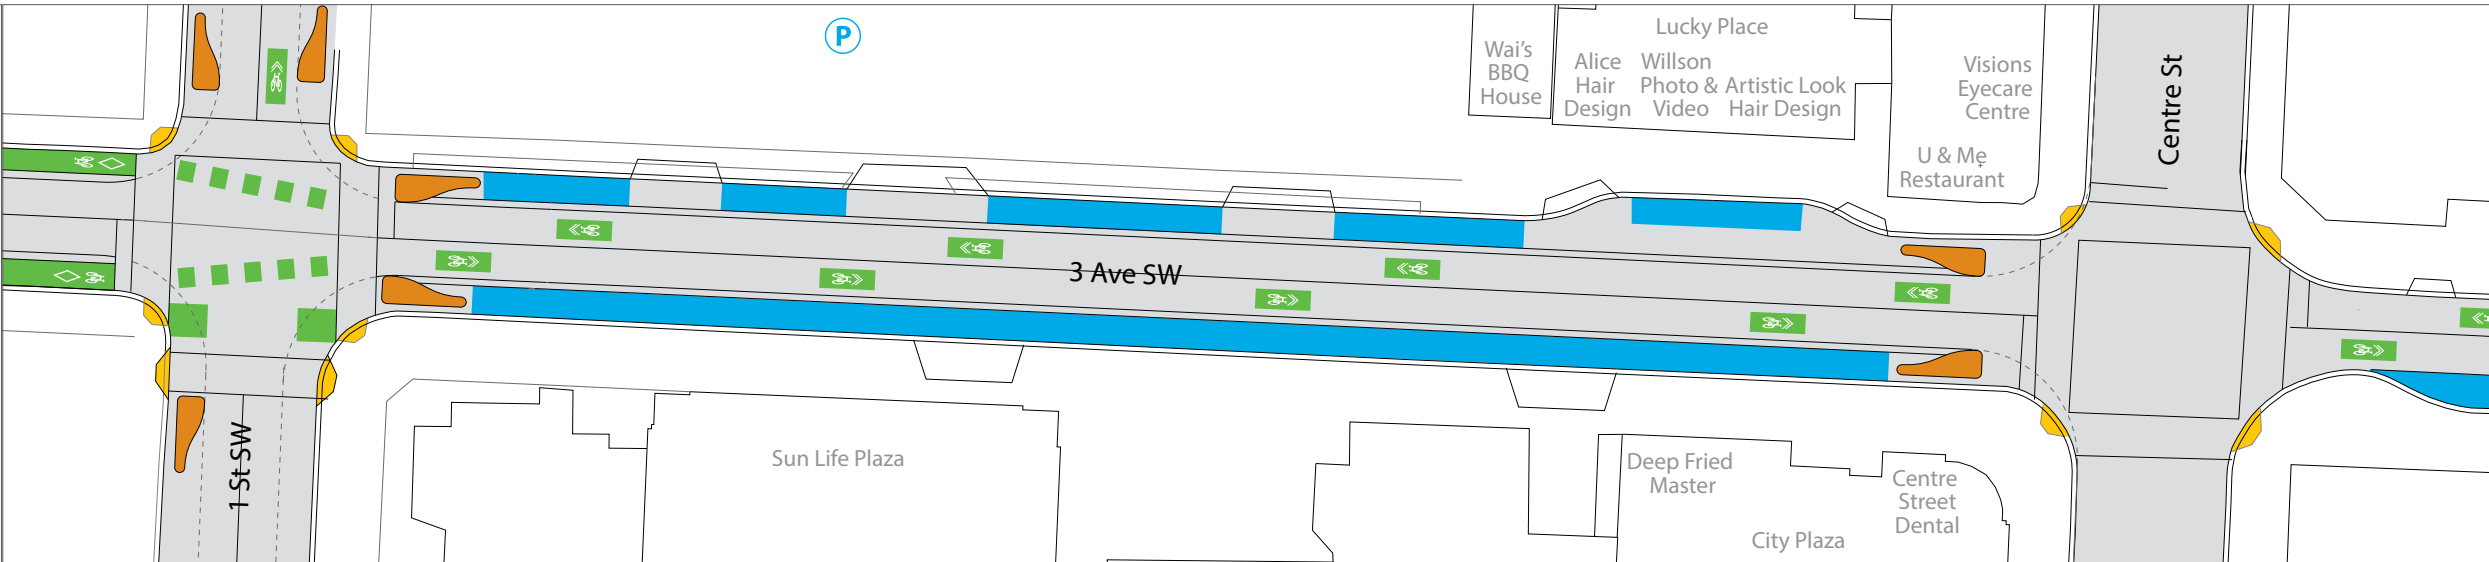 P
Lucky Place
Wai's
BBQ
House
Alice
Hair
Design
Willson
Photo &
Video
Artistic Look
Hair Design
Visions
Eyecare
Centre
U & Me
Restaurant
Centre St
3 Ave SW
1 St SW
Sun Life Plaza
Deep Fried
Master
Centre
Street
Dental
City Plaza